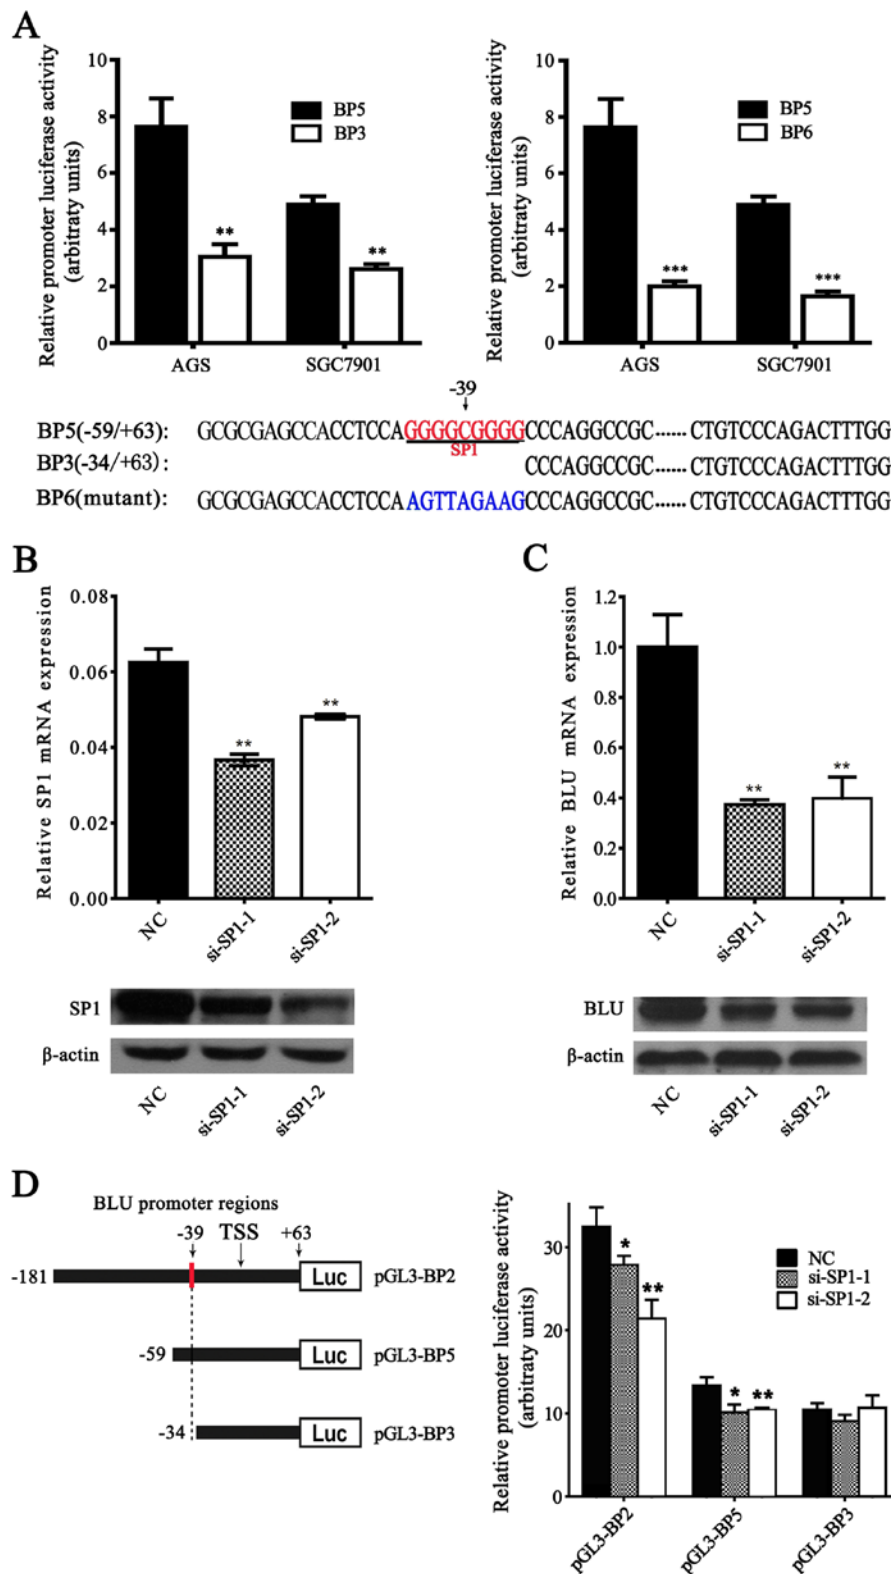 A
Relative promoter luciferase activity
(arbitraty units)
10
8
6
4
2
0
BP5
BP3
**
**
AGS
SGC7901
Relative promoter luciferase activity
(arbitraty units)
10
8
6
4
2
0
BP5
BP6
***
***
AGS
SGC7901
-39
BP5(-59/+63): GCGCGAGCCACCTCCAGGGGCGGGGCCCAGGCCGC......CTGTCCCAGACTTTGG
SP1
BP3(-34/+63): CCCAGGCCGC......CTGTCCCAGACTTTGG
BP6(mutant): GCGCGAGCCACCTCCAAGTTAGAAGCCCAGGCCGC......CTGTCCCAGACTTTGG
B
Relative SP1 mRNA expression
0.08
0.06
0.04
0.02
0.00
**
**
NC
si-SP1-1
si-SP1-2
SP1
β-actin
NC
si-SP1-1
si-SP1-2
C
Relative BLU mRNA expression
1.2
1.0
0.8
0.6
0.4
0.2
0.0
**
**
NC
si-SP1-1
si-SP1-2
BLU
β-actin
NC
si-SP1-1
si-SP1-2
D
BLU promoter regions
-39 TSS +63
-181 Luc pGL3-BP2
-59 Luc pGL3-BP5
-34 Luc pGL3-BP3
Relative promoter luciferase activity
(arbitraty units)
30
20
10
0
NC
si-SP1-1
si-SP1-2
*
**
*
**
pGL3-BP2
pGL3-BP5
pGL3-BP3